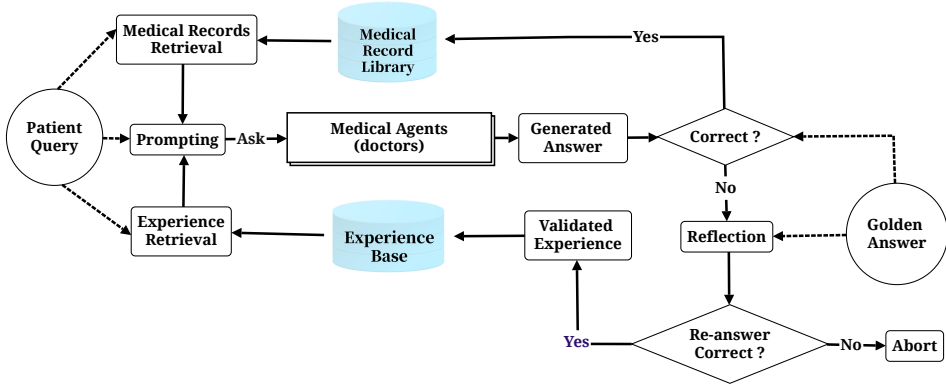 Medical Records
Retrieval
Medical
Record
Library
Yes
Patient
Query
Prompting
Ask
Medical Agents
(doctors)
Generated
Answer
Correct ?
No
Experience
Retrieval
Experience
Base
Validated
Experience
Reflection
Golden
Answer
Yes
Re-answer
Correct ?
No
Abort